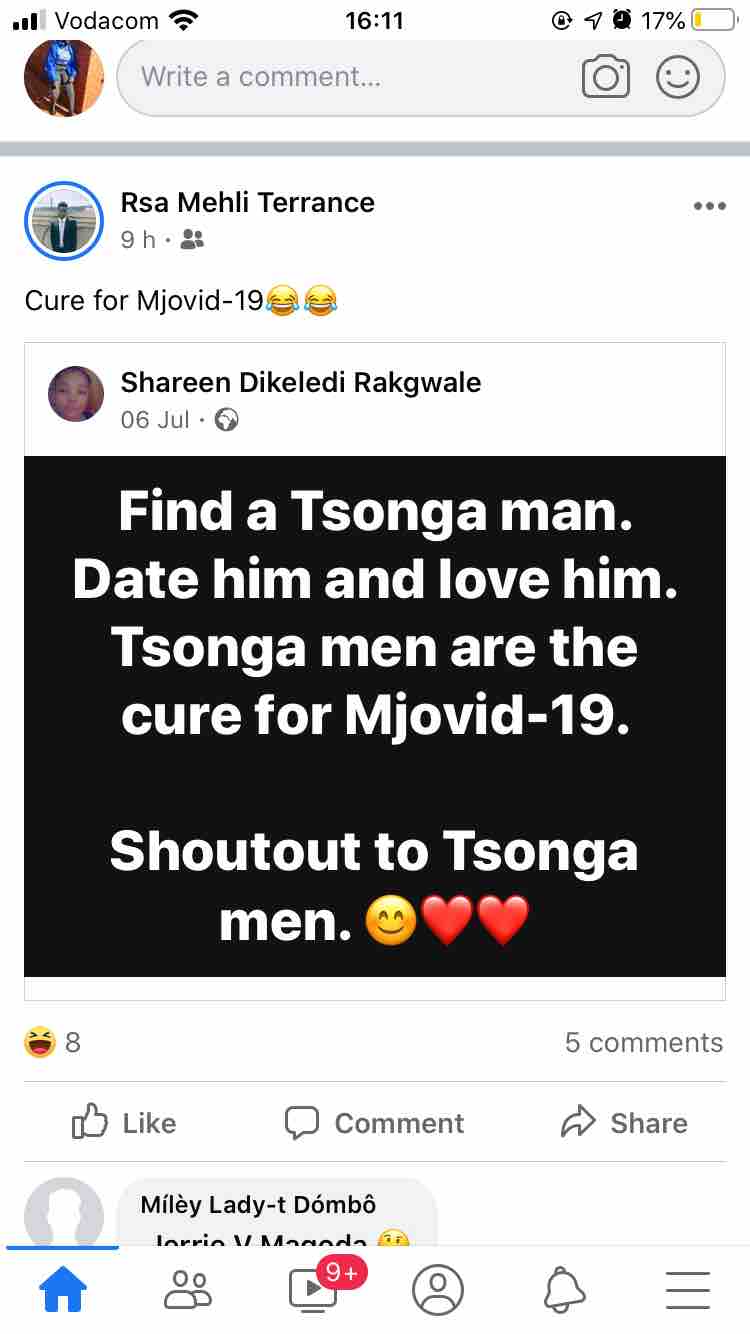 Vodacom 16:11 17%
Write a comment...
Rsa Mehli Terrance
9 h ·
Cure for Mjovid-19😂😂
Shareen Dikeledi Rakgwale
06 Jul ·
Find a Tsonga man.
Date him and love him.
Tsonga men are the
cure for Mjovid-19.
Shoutout to Tsonga
men. 😊❤️❤️
8 5 comments
Like Comment Share
Mílèy Lady-t Dómbô
9+